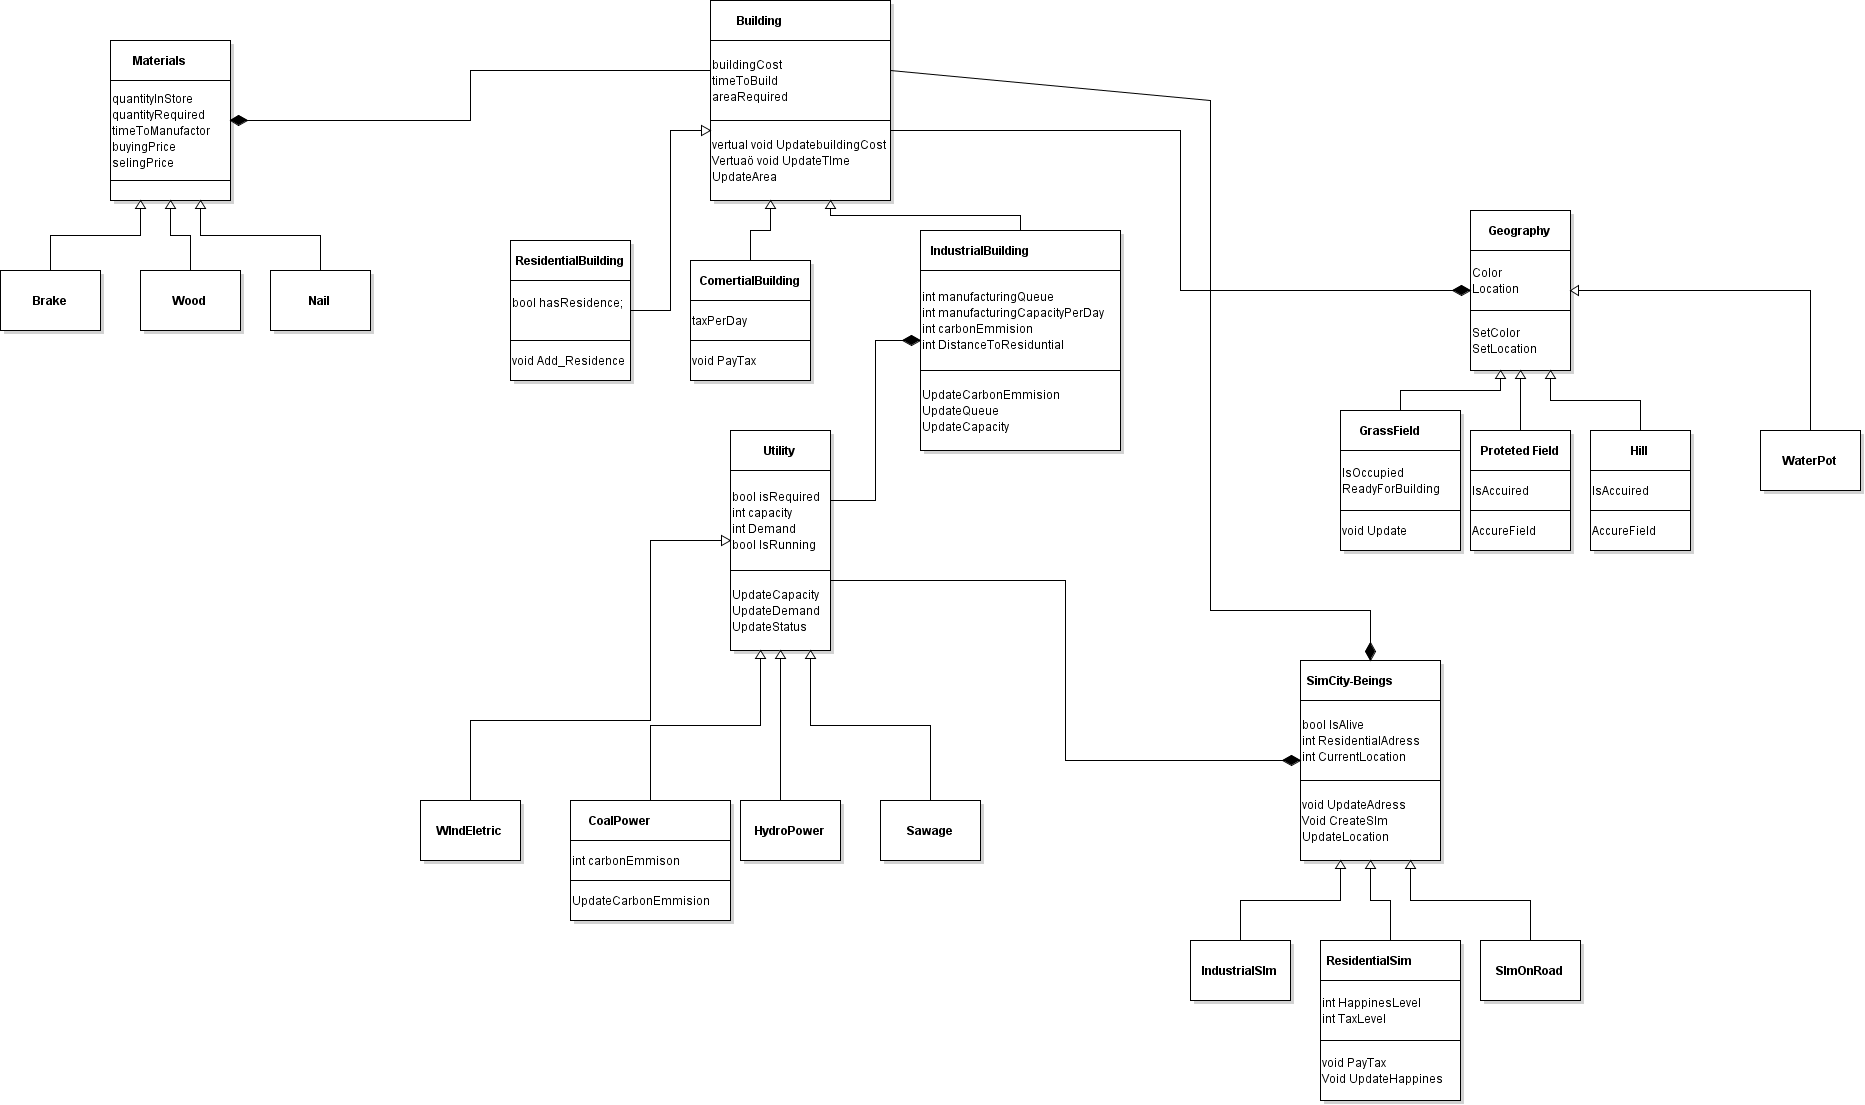 Building
buildingCost
timeToBuild
areaRequired
vertual void UpdatebuildingCost
Vertuaö void UpdateTIme
UpdateArea
Materials
quantityInStore
quantityRequired
timeToManufactor
buyingPrice
selingPrice
Brake
Wood
Nail
ResidentialBuilding
bool hasResidence;
void Add_Residence
ComertialBuilding
taxPerDay
void PayTax
IndustrialBuilding
int manufacturingQueue
int manufacturingCapacityPerDay
int carbonEmmision
int DistanceToResiduntial
UpdateCarbonEmmision
UpdateQueue
UpdateCapacity
Geography
Color
Location
SetColor
SetLocation
GrassField
IsOccupied
ReadyForBuilding
void Update
Proteted Field
IsAccuired
AccureField
Hill
IsAccuired
AccureField
WaterPot
Utility
bool isRequired
int capacity
int Demand
bool IsRunning
UpdateCapacity
UpdateDemand
UpdateStatus
WIndEletric
CoalPower
int carbonEmmison
UpdateCarbonEmmision
HydroPower
Sawage
SimCity-Beings
bool IsAlive
int ResidentialAdress
int CurrentLocation
void UpdateAdress
Void CreateSIm
UpdateLocation
IndustrialSIm
ResidentialSim
int HappinesLevel
int TaxLevel
void PayTax
Void UpdateHappines
SImOnRoad